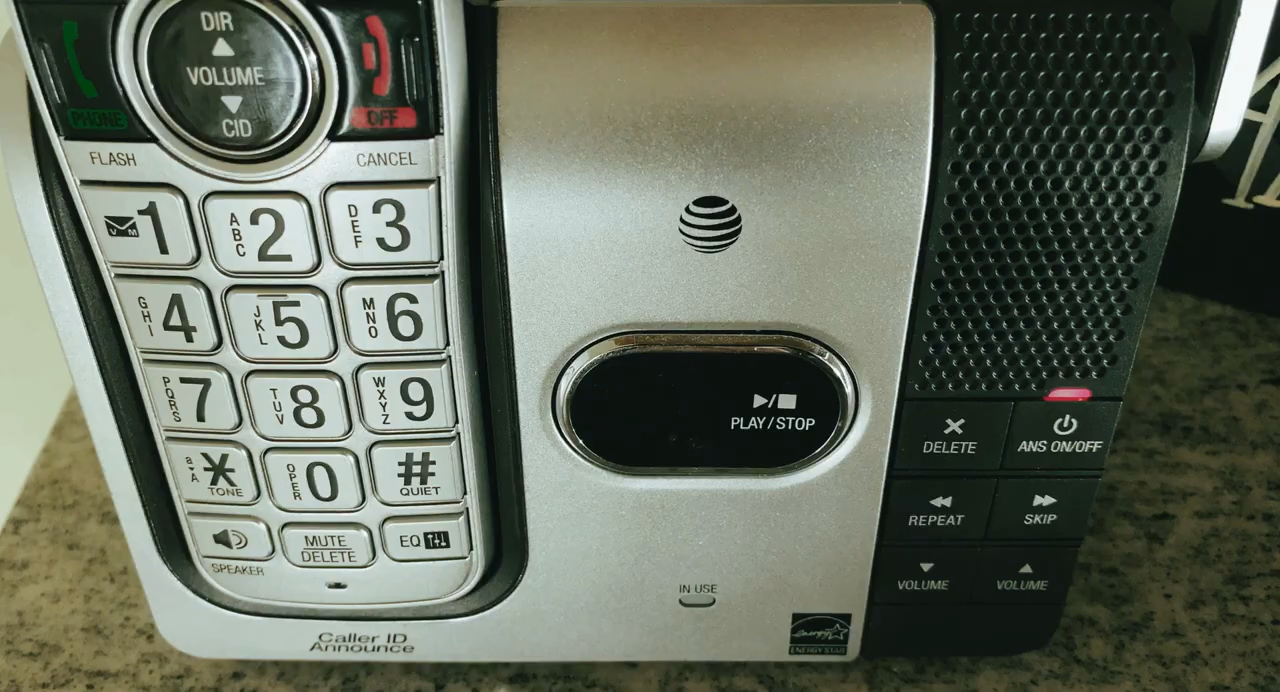 DIR
VOLUME
CID
PHONE
OFF
FLASH
CANCEL
VM 1
ABC 2
DEF 3
GHI 4
JKL 5
MNO 6
PQRS 7
TUV 8
WXYZ 9
a▾A * TONE
OPER 0
# QUIET
SPEAKER
MUTE
DELETE
EQ
Caller ID
Announce
PLAY/STOP
IN USE
energy
ENERGY STAR
DELETE
ANS ON/OFF
REPEAT
SKIP
VOLUME
VOLUME